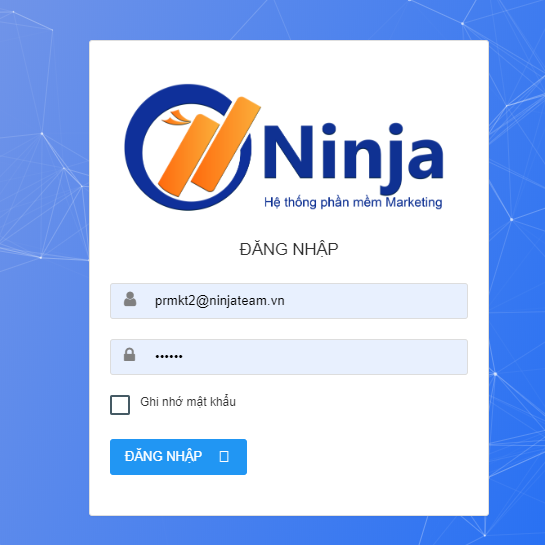 Ninja
Hệ thống phần mềm Marketing
ĐĂNG NHẬP
prmkt2@ninjateam.vn
••••••
Ghi nhớ mật khẩu
ĐĂNG NHẬP